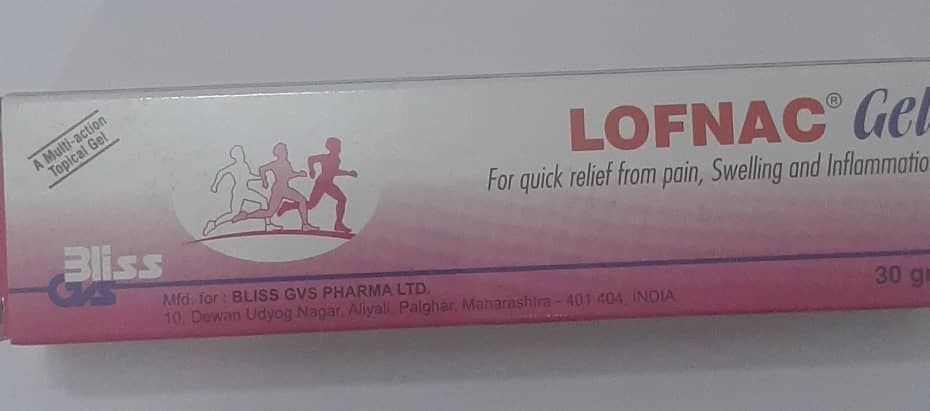 A Multi-action
Topical Gel
LOFNAC® Gel
For quick relief from pain, Swelling and Inflammatio
Bliss
GVS
30 gr
Mfd. for : BLISS GVS PHARMA LTD.
10, Dewan Udyog Nagar, Aliyali, Palghar, Maharashtra - 401 404, INDIA